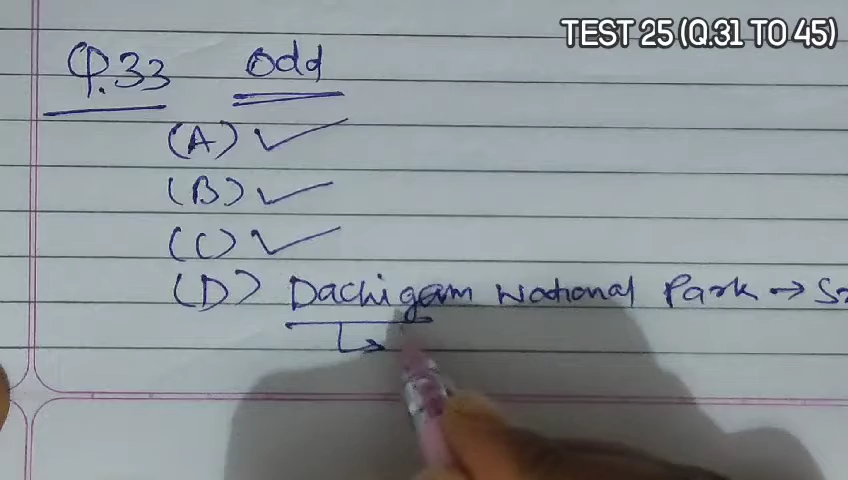 TEST 25 (Q.31 TO 45)
Q.33 Odd
(A) ✓
(B) ✓
(C) ✓
(D) Dachigam National Park →